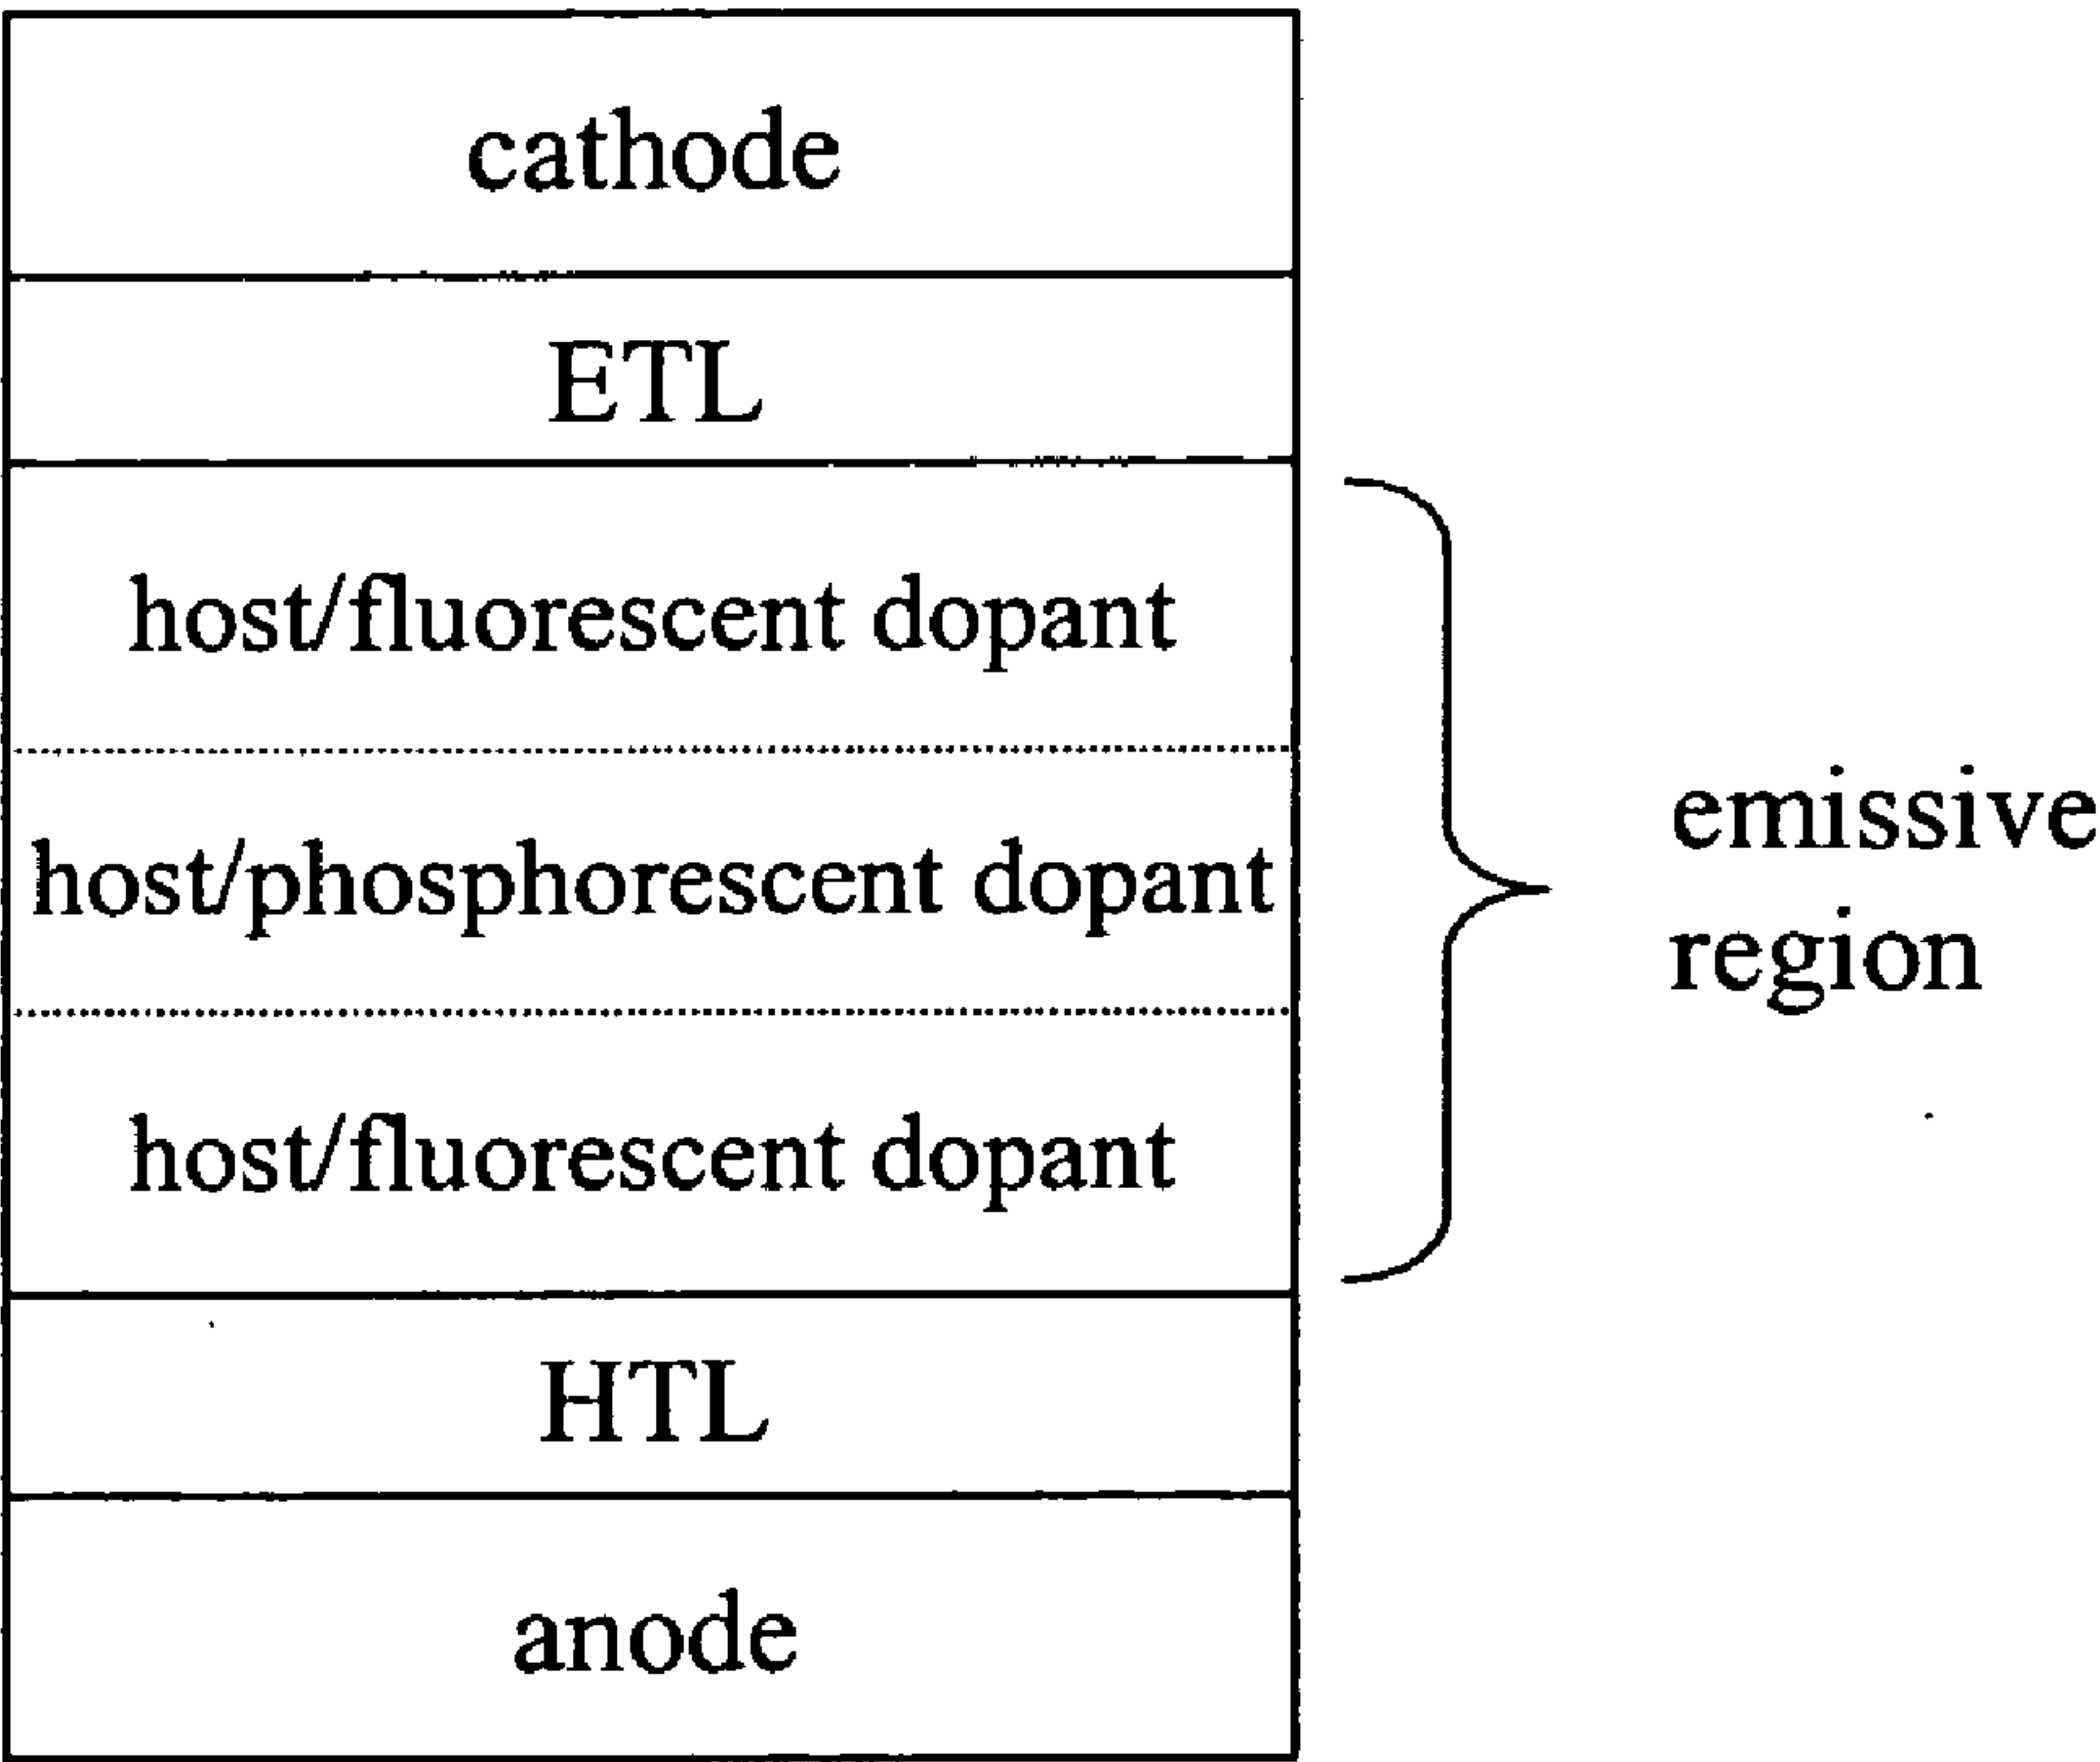 cathode
ETL
host/fluorescent dopant
host/phosphorescent dopant
host/fluorescent dopant
HTL
anode
emissive
region